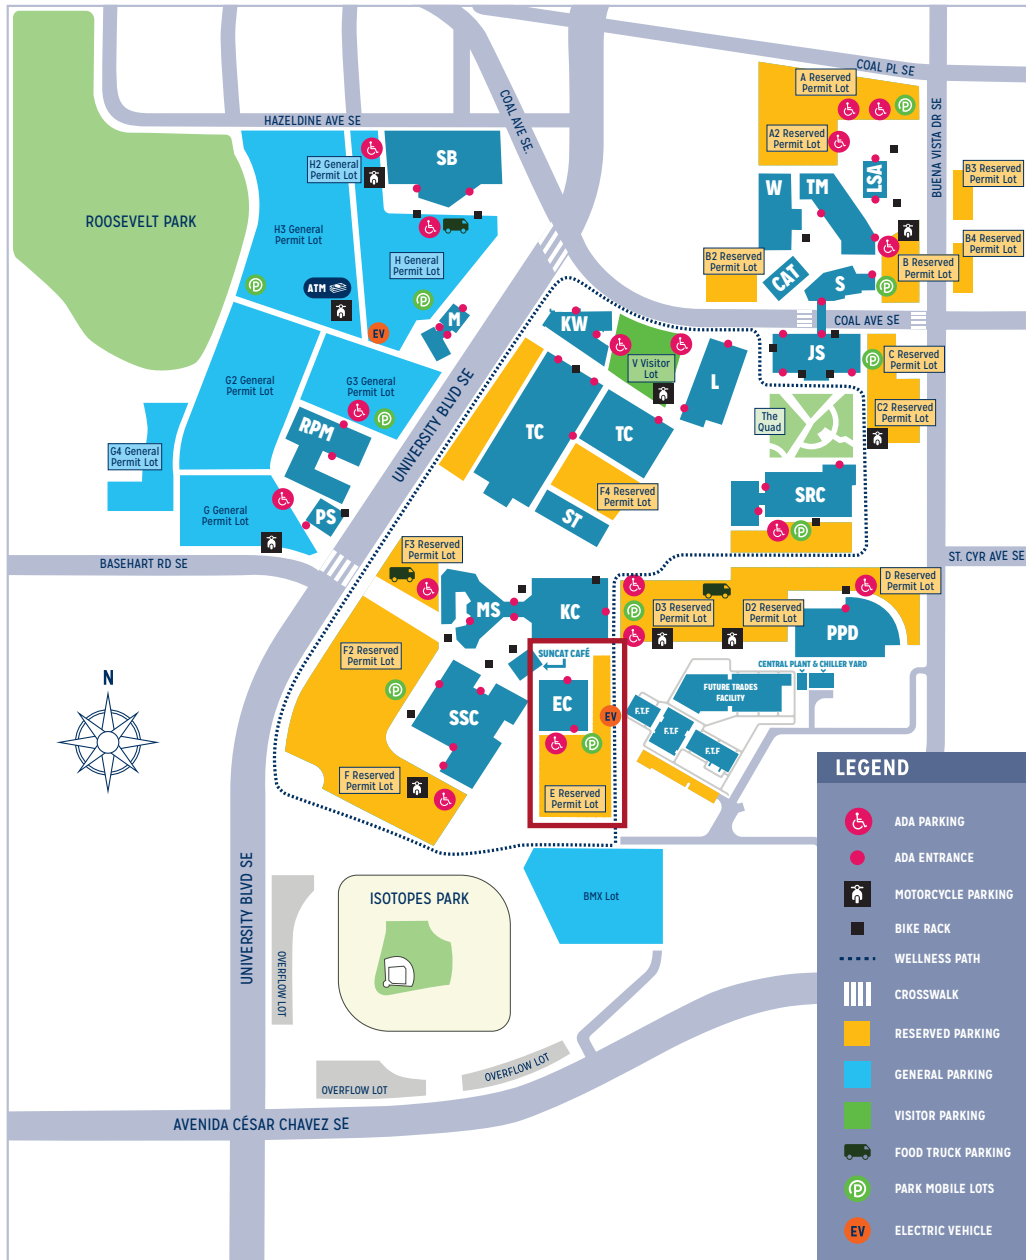 COAL PL SE
A Reserved
Permit Lot
A2 Reserved
Permit Lot
BUENA VISTA DR SE
HAZELDINE AVE SE
COAL AVE SE.
SB
H2 General
Permit Lot
W
TM
LSA
B3 Reserved
Permit Lot
ROOSEVELT PARK
H3 General
Permit Lot
H General
Permit Lot
B4 Reserved
Permit Lot
B2 Reserved
Permit Lot
CAT
S
B Reserved
Permit Lot
P
ATM
EV
M
KW
COAL AVE SE
V Visitor
Lot
L
JS
C Reserved
Permit Lot
G2 General
Permit Lot
G3 General
Permit Lot
UNIVERSITY BLVD SE
TC
TC
The
Quad
C2 Reserved
Permit Lot
RPM
G4 General
Permit Lot
F4 Reserved
Permit Lot
SRC
G General
Permit Lot
PS
ST
BASEHART RD SE
F3 Reserved
Permit Lot
ST. CYR AVE SE
D Reserved
Permit Lot
MS
KC
D3 Reserved
Permit Lot
D2 Reserved
Permit Lot
PPD
F2 Reserved
Permit Lot
SUNCAT CAFÉ
CENTRAL PLANT & CHILLER YARD
N
SSC
EC
EV
FUTURE TRADES
FACILITY
F.T.F
F.T.F
F.T.F
F Reserved
Permit Lot
E Reserved
Permit Lot
UNIVERSITY BLVD SE
ISOTOPES PARK
BMX Lot
OVERFLOW LOT
OVERFLOW LOT
OVERFLOW LOT
AVENIDA CÉSAR CHAVEZ SE
LEGEND
ADA PARKING
ADA ENTRANCE
MOTORCYCLE PARKING
BIKE RACK
WELLNESS PATH
CROSSWALK
RESERVED PARKING
GENERAL PARKING
VISITOR PARKING
FOOD TRUCK PARKING
P
PARK MOBILE LOTS
EV
ELECTRIC VEHICLE